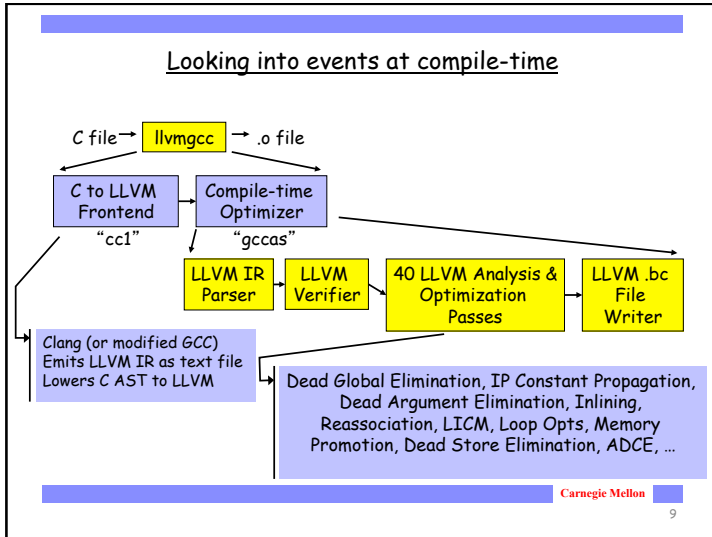 Looking into events at compile-time
C file
llvmgcc
.o file
C to LLVM
Frontend
Compile-time
Optimizer
“cc1”
“gccas”
LLVM IR
Parser
LLVM
Verifier
40 LLVM Analysis &
Optimization
Passes
LLVM .bc
File
Writer
Clang (or modified GCC)
Emits LLVM IR as text file
Lowers C AST to LLVM
Dead Global Elimination, IP Constant Propagation,
Dead Argument Elimination, Inlining,
Reassociation, LICM, Loop Opts, Memory
Promotion, Dead Store Elimination, ADCE, …
Carnegie Mellon
9